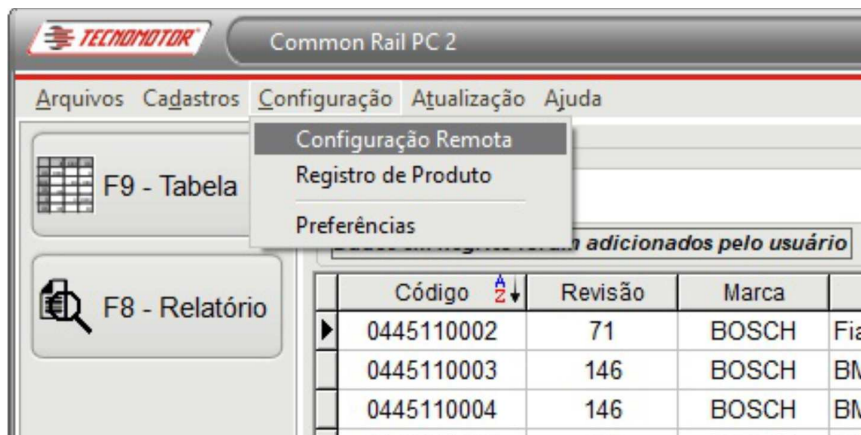 TECNOMOTOR Common Rail PC 2
Arquivos Cadastros Configuração Atualização Ajuda
Configuração Remota
Registro de Produto
Preferências
F9 - Tabela
F8 - Relatório
adicionados pelo usuário
Código Revisão Marca
0445110002 71 BOSCH
0445110003 146 BOSCH
0445110004 146 BOSCH